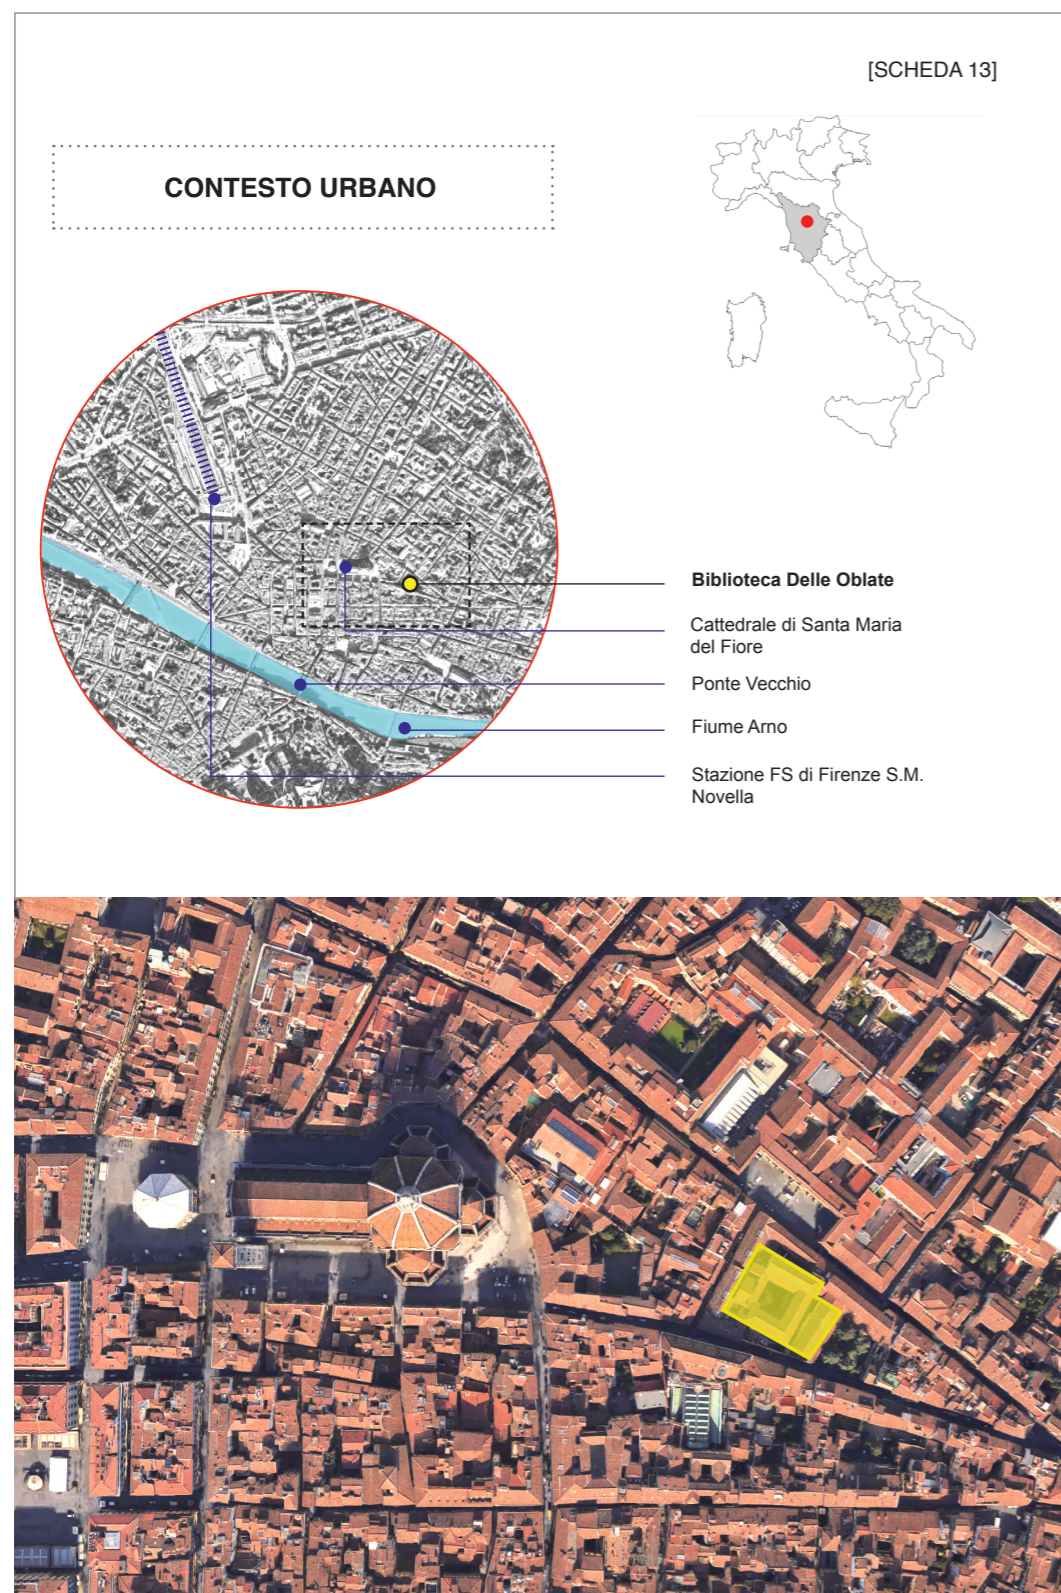 [SCHEDA 13]
CONTESTO URBANO
Biblioteca Delle Oblate
Cattedrale di Santa Maria
del Fiore
Ponte Vecchio
Fiume Arno
Stazione FS di Firenze S.M.
Novella